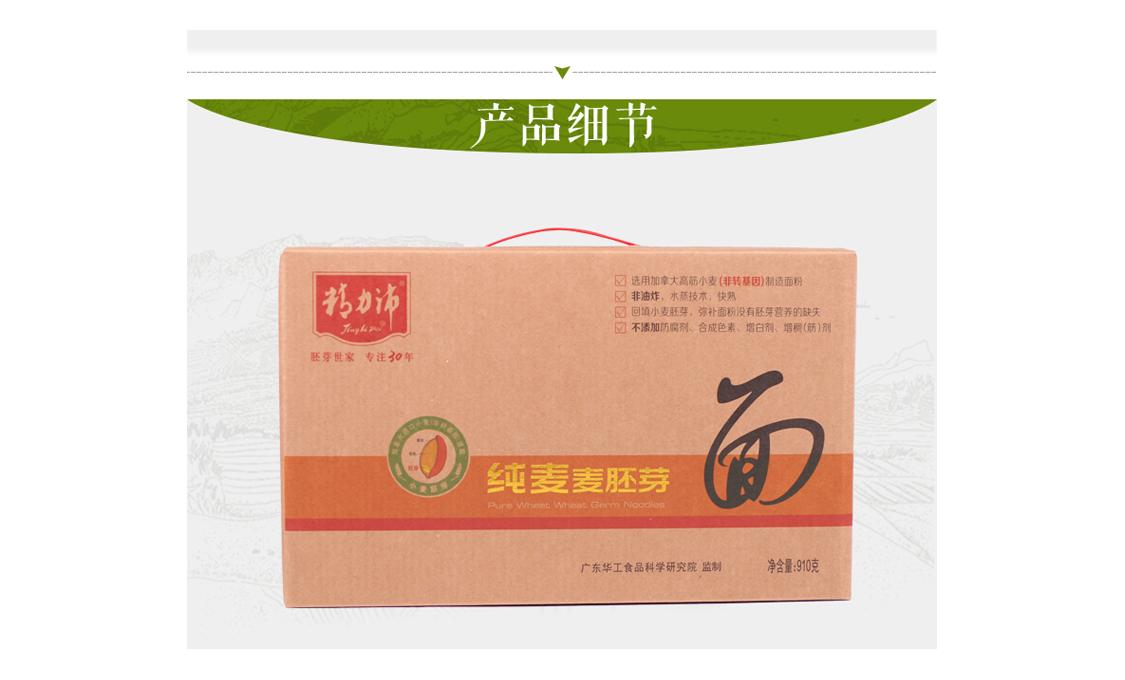 产品细节
精力沛®
Jing Li Pei
胚芽世家 专注30年
选用加拿大高筋小麦(非转基因)制造面粉
非油炸，水蒸技术，快熟
回填小麦胚芽，弥补面粉没有胚芽营养的缺失
不添加防腐剂、合成色素、增白剂、增稠(筋)剂
面
小麦胚芽
纯麦麦胚芽
Pure Wheat Wheat Germ Noodles
广东华工食品科学研究院 监制
净含量:910克